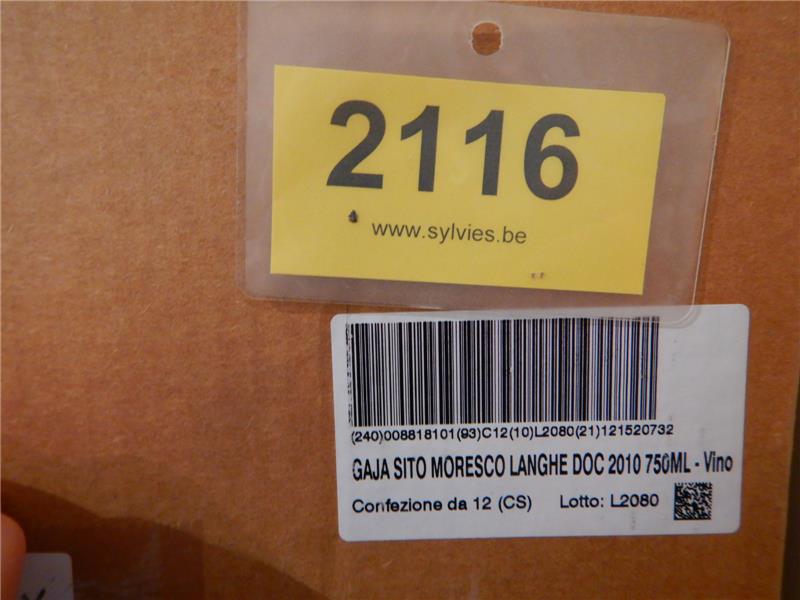 2116
www.sylvies.be
(240)008818101(93)C12(10)L2080(21)121520732
GAJA SITO MORESCO LANGHE DOC 2010 750ML - Vino
Confezione da 12 (CS) Lotto: L2080